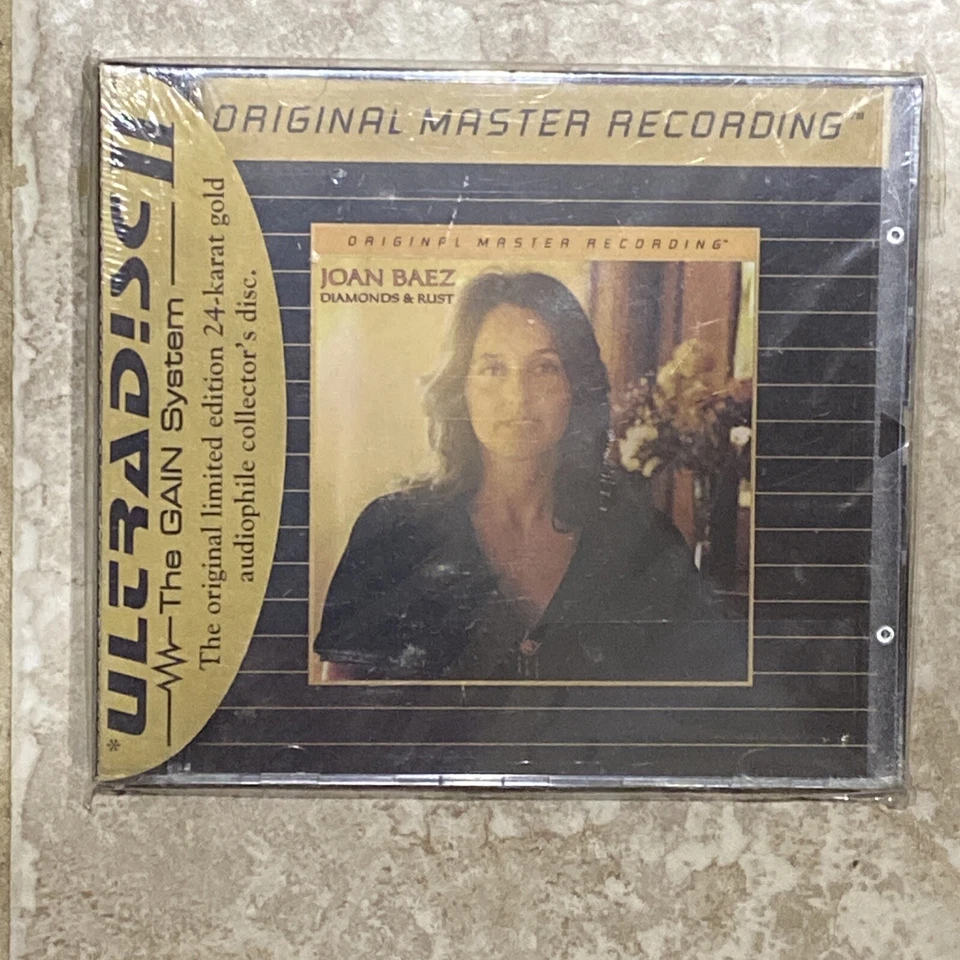 ORIGINAL MASTER RECORDING™
*ULTRADISC II
The GAIN System
The original limited edition 24-karat gold
audiophile collector's disc.
ORIGINAL MASTER RECORDING™
JOAN BAEZ
DIAMONDS & RUST